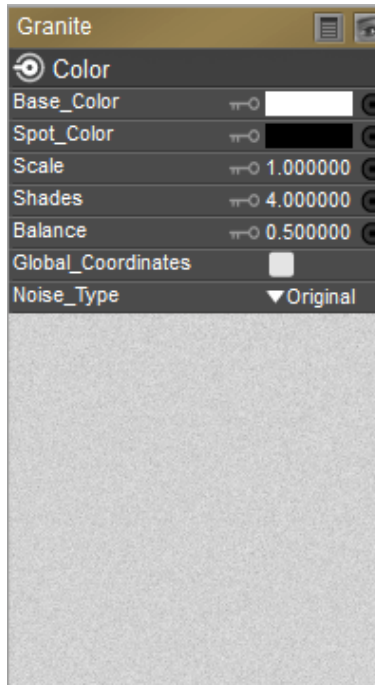 Granite
Color
Base_Color
Spot_Color
Scale 1.000000
Shades 4.000000
Balance 0.500000
Global_Coordinates
Noise_Type Original